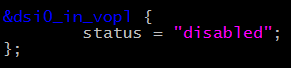 &dsi0_in_vopl {
        status = "disabled";
};